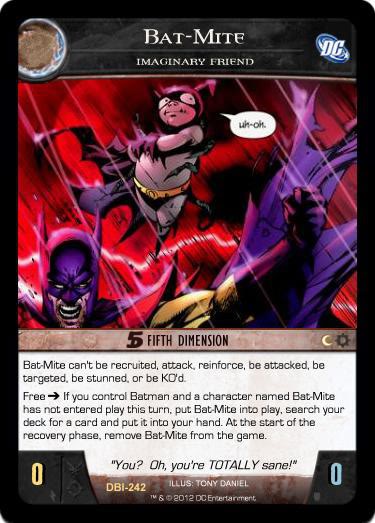 BAT-MITE
IMAGINARY FRIEND
DC
uh-oh.
5 FIFTH DIMENSION
Bat-Mite can't be recruited, attack, reinforce, be attacked, be
targeted, be stunned, or be KO'd.
Free ➔ If you control Batman and a character named Bat-Mite
has not entered play this turn, put Bat-Mite into play, search your
deck for a card and put it into your hand. At the start of the
recovery phase, remove Bat-Mite from the game.
"You? Oh, you're TOTALLY sane!"
0
0
DBI-242 ILLUS: TONY DANIEL
™ & © 2012 DC Entertainment